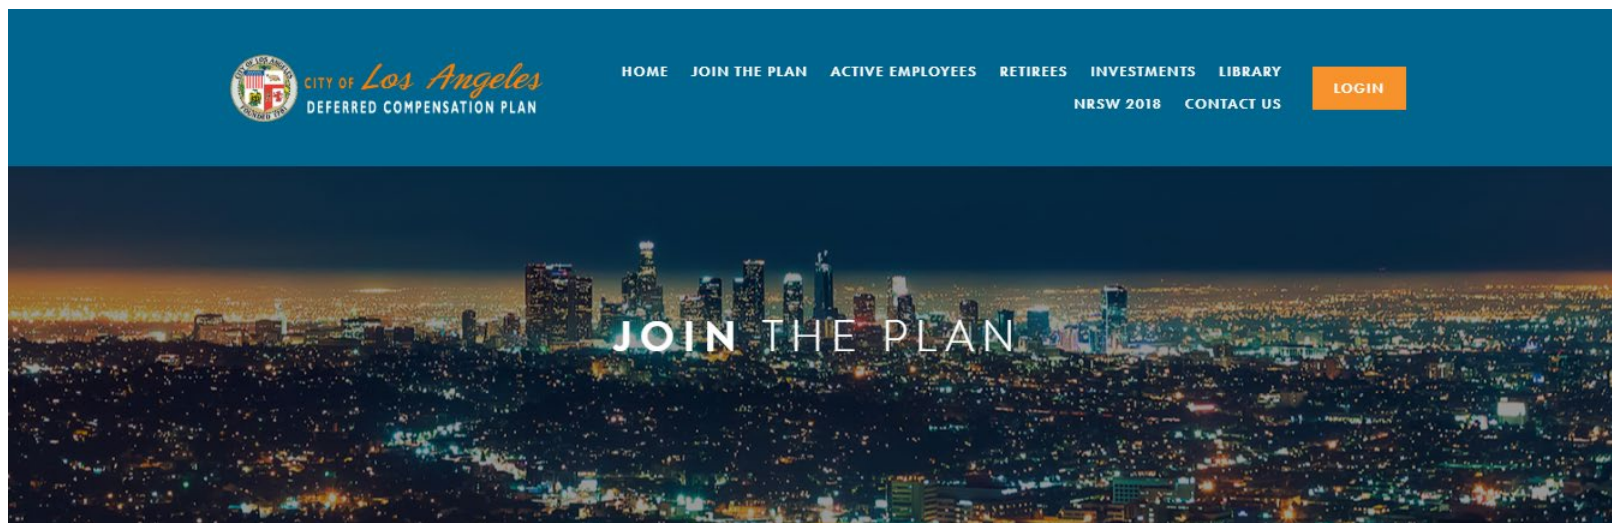 CITY OF Los Angeles
DEFERRED COMPENSATION PLAN
HOME JOIN THE PLAN ACTIVE EMPLOYEES RETIREES INVESTMENTS LIBRARY
NRSW 2018 CONTACT US
LOGIN
JOIN THE PLAN